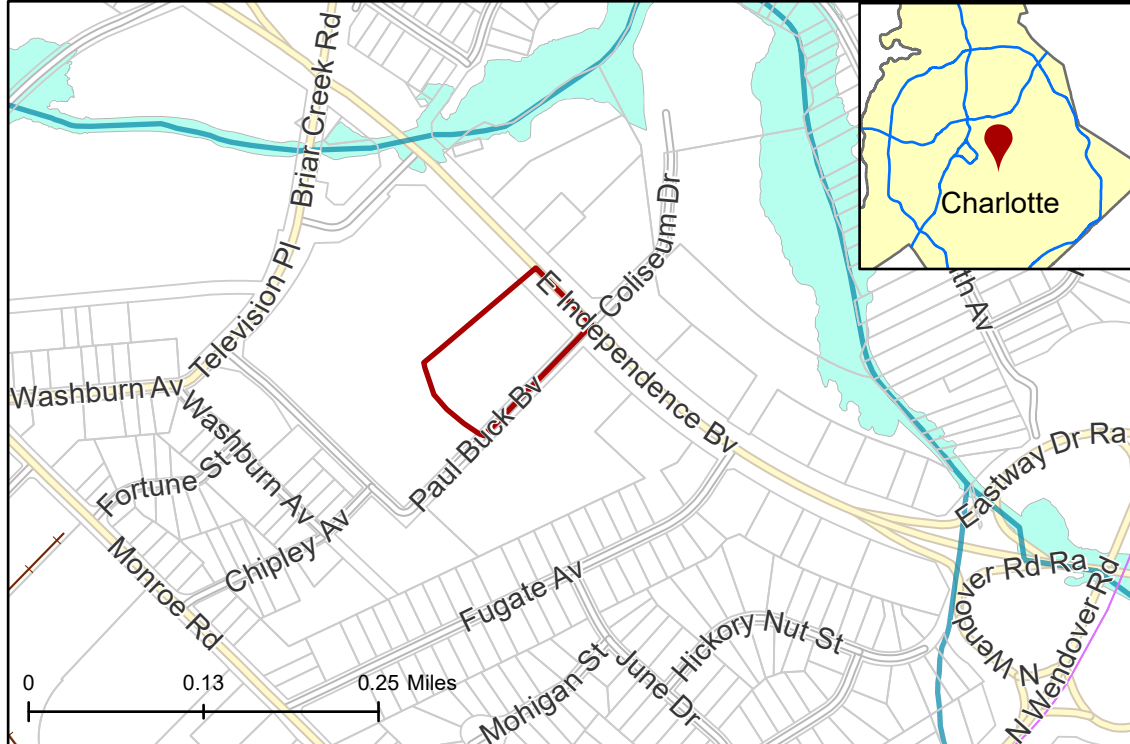 Briar Creek Rd
Charlotte
Coliseum Dr
Television Pl
E Independence Bv
Washburn Av
Washburn Av
Paul Buck Bv
Fortune St
Eastway Dr Ra
Chipley Av
Monroe Rd
Fugate Av
N Wendover Rd Ra
Hickory Nut St
N Wendover Rd
June Dr
Mohigan St
0 0.13 0.25 Miles